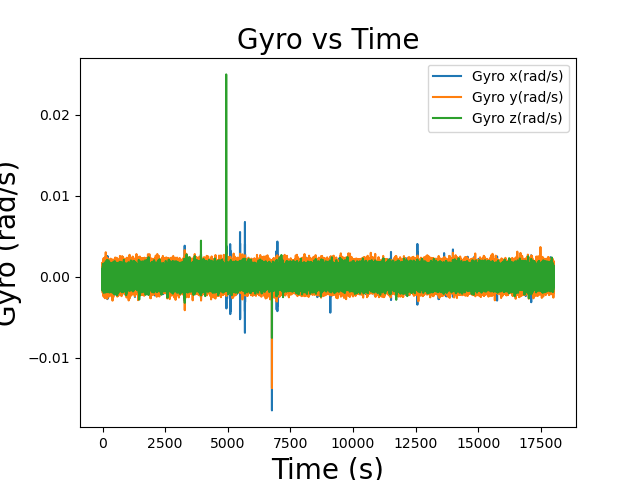 Gyro vs Time
Gyro x(rad/s)
Gyro y(rad/s)
Gyro z(rad/s)
Gyro (rad/s)
0.02
0.01
0.00
−0.01
0
2500
5000
7500
10000
12500
15000
17500
Time (s)